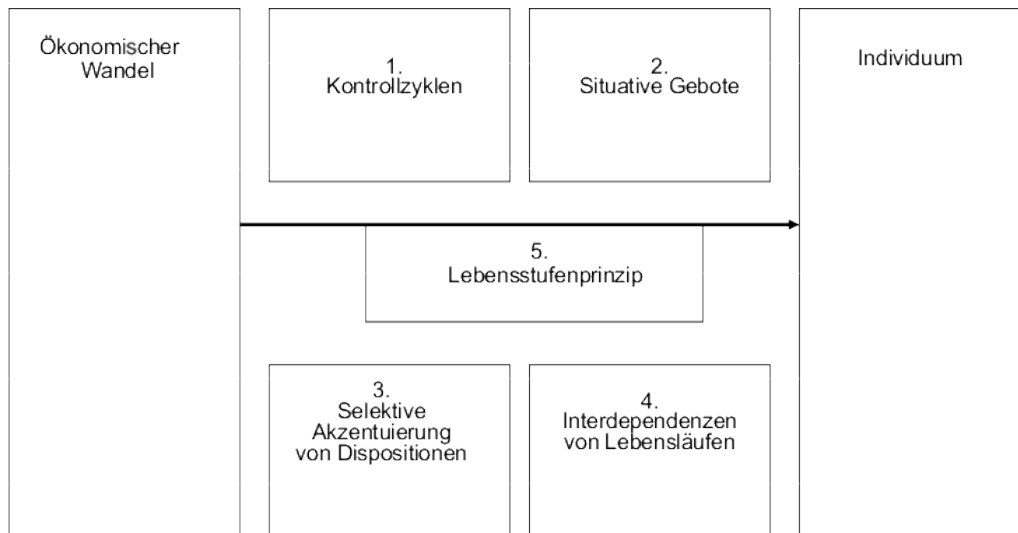 Ökonomischer
Wandel
1.
Kontrollzyklen
2.
Situative Gebote
Individuum
5.
Lebensstufenprinzip
3.
Selektive
Akzentuierung
von Dispositionen
4.
Interdependenzen
von Lebensläufen